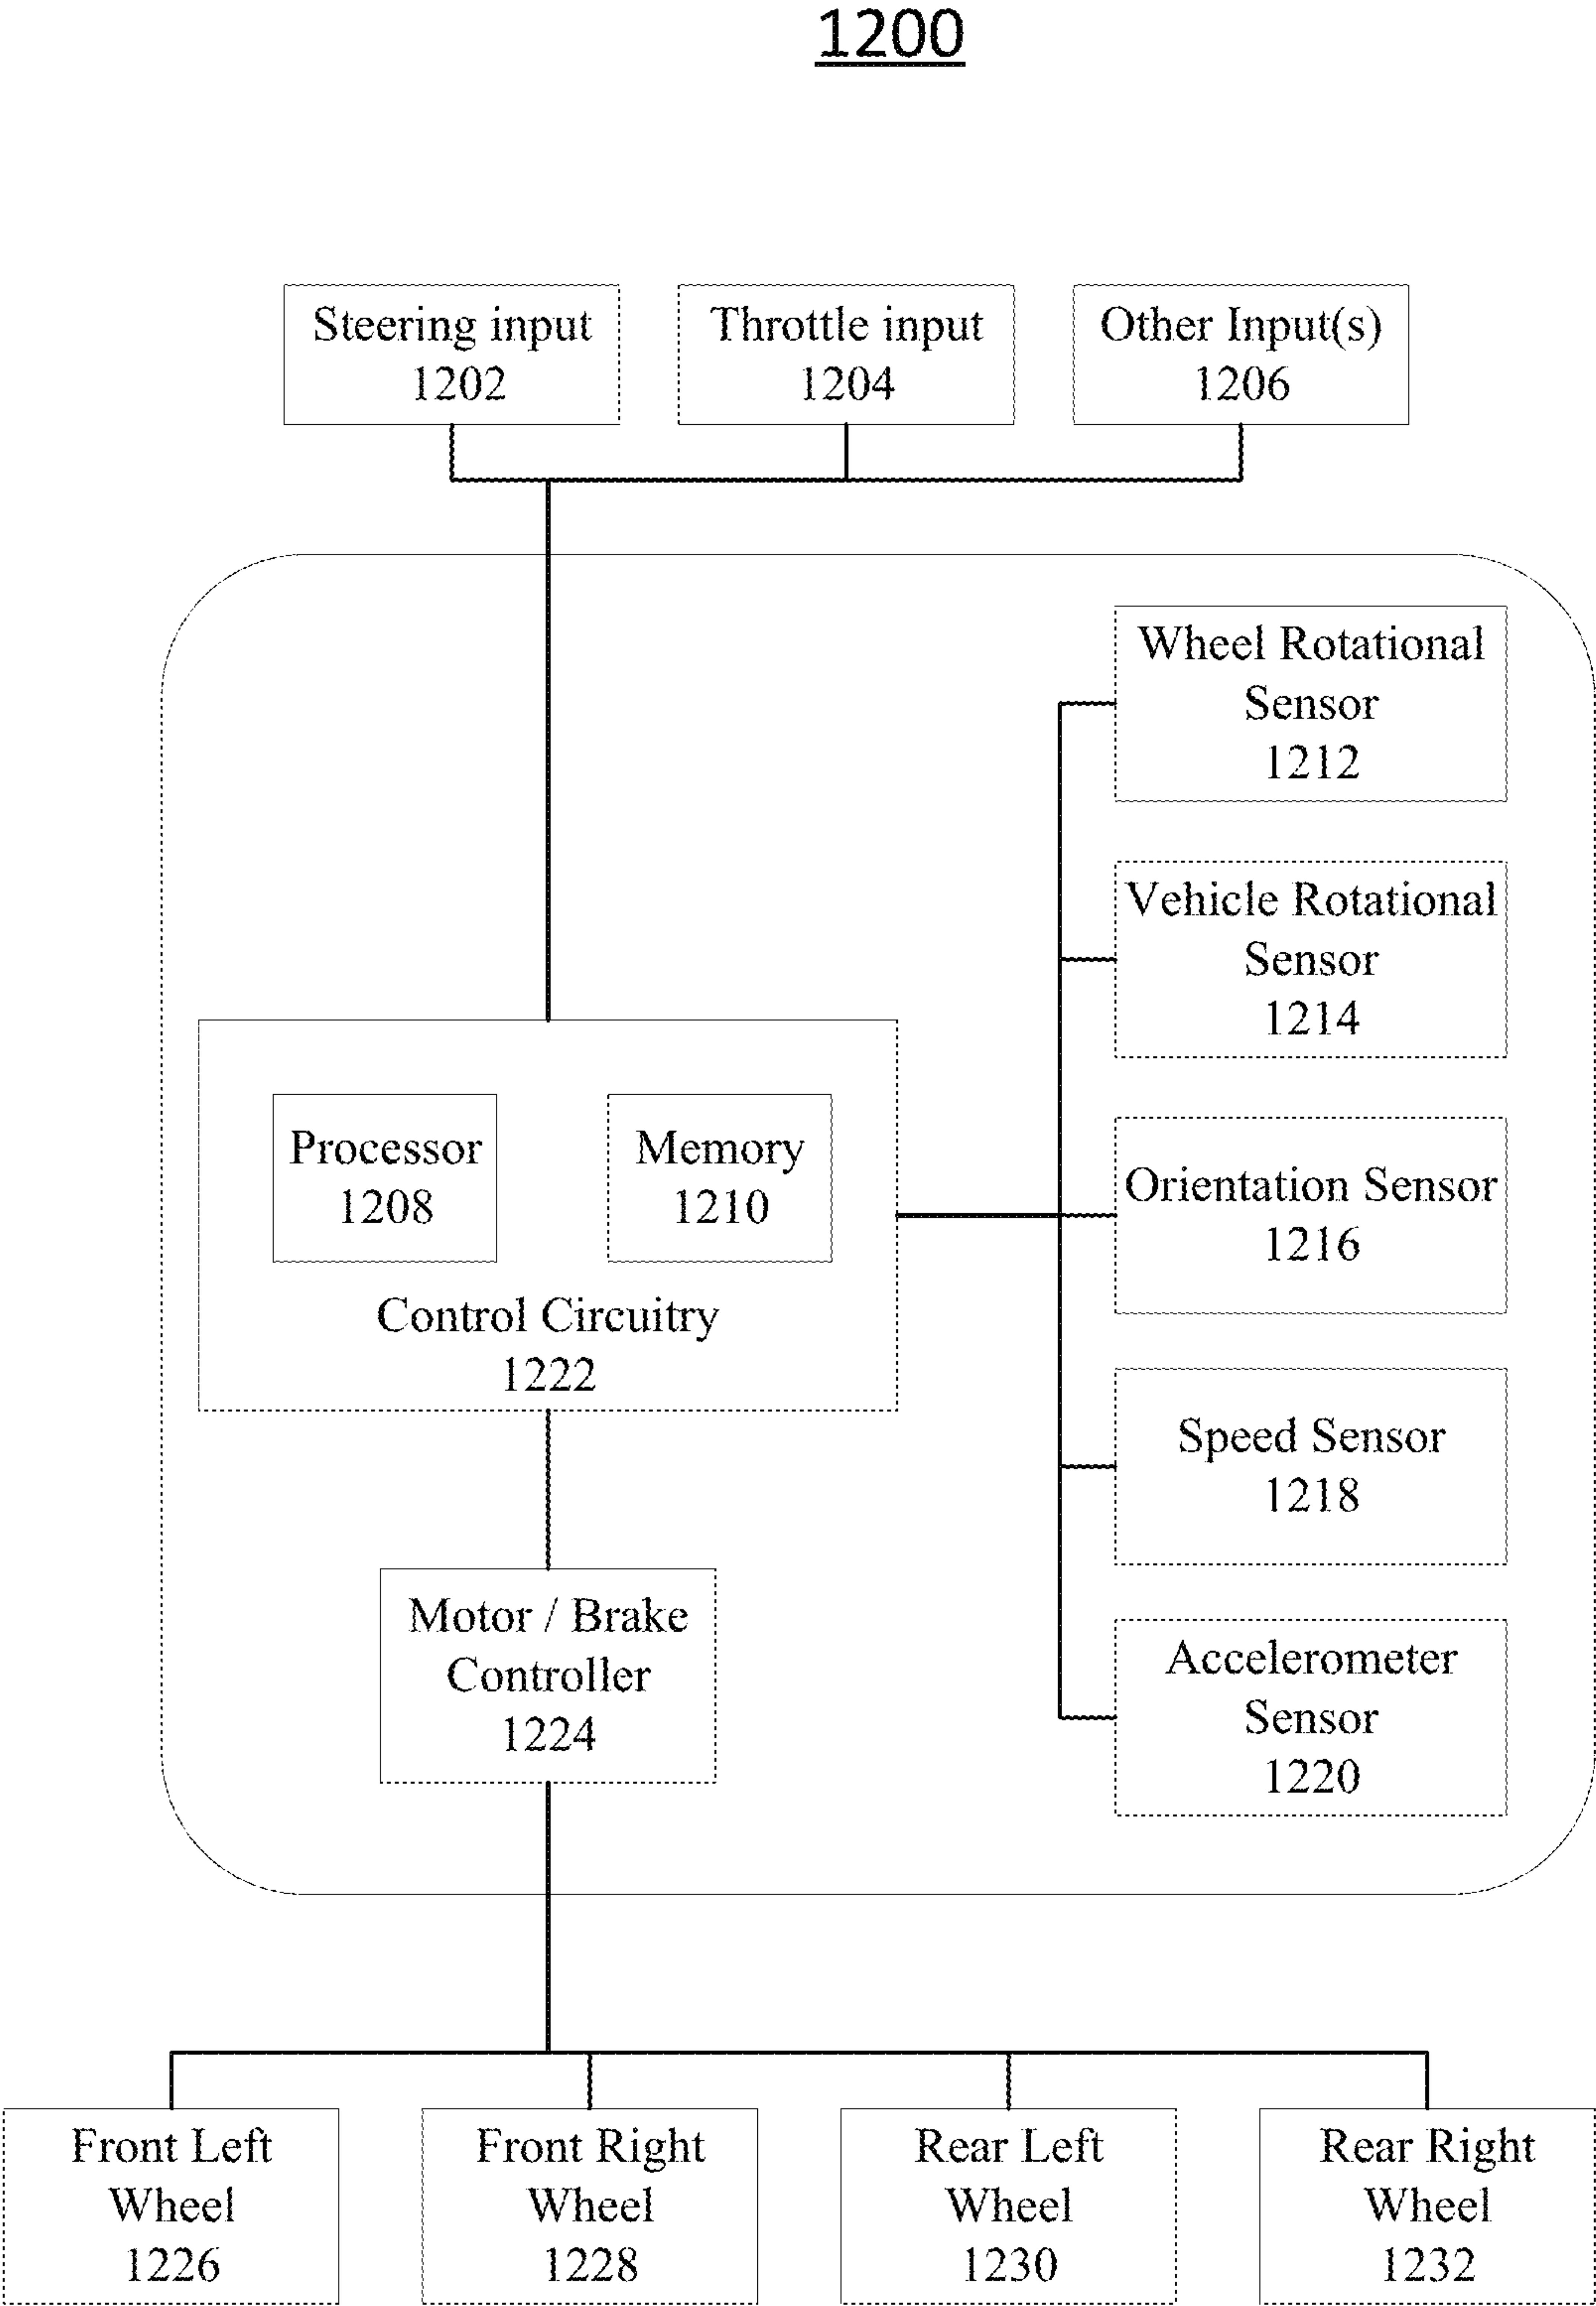 1200
Steering input
1202
Throttle input
1204
Other Input(s)
1206
Wheel Rotational
Sensor
1212
Vehicle Rotational
Sensor
1214
Orientation Sensor
1216
Speed Sensor
1218
Accelerometer
Sensor
1220
Processor
1208
Memory
1210
Control Circuitry
1222
Motor / Brake
Controller
1224
Front Left
Wheel
1226
Front Right
Wheel
1228
Rear Left
Wheel
1230
Rear Right
Wheel
1232